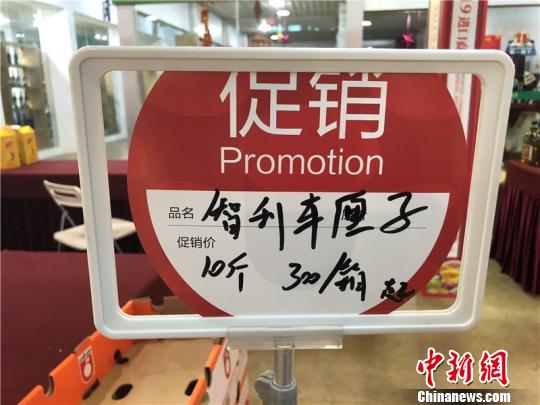 促销
Promotion
品名 智利车厘子
促销价
10斤 300/箱 起
中新网
Chinanews.com